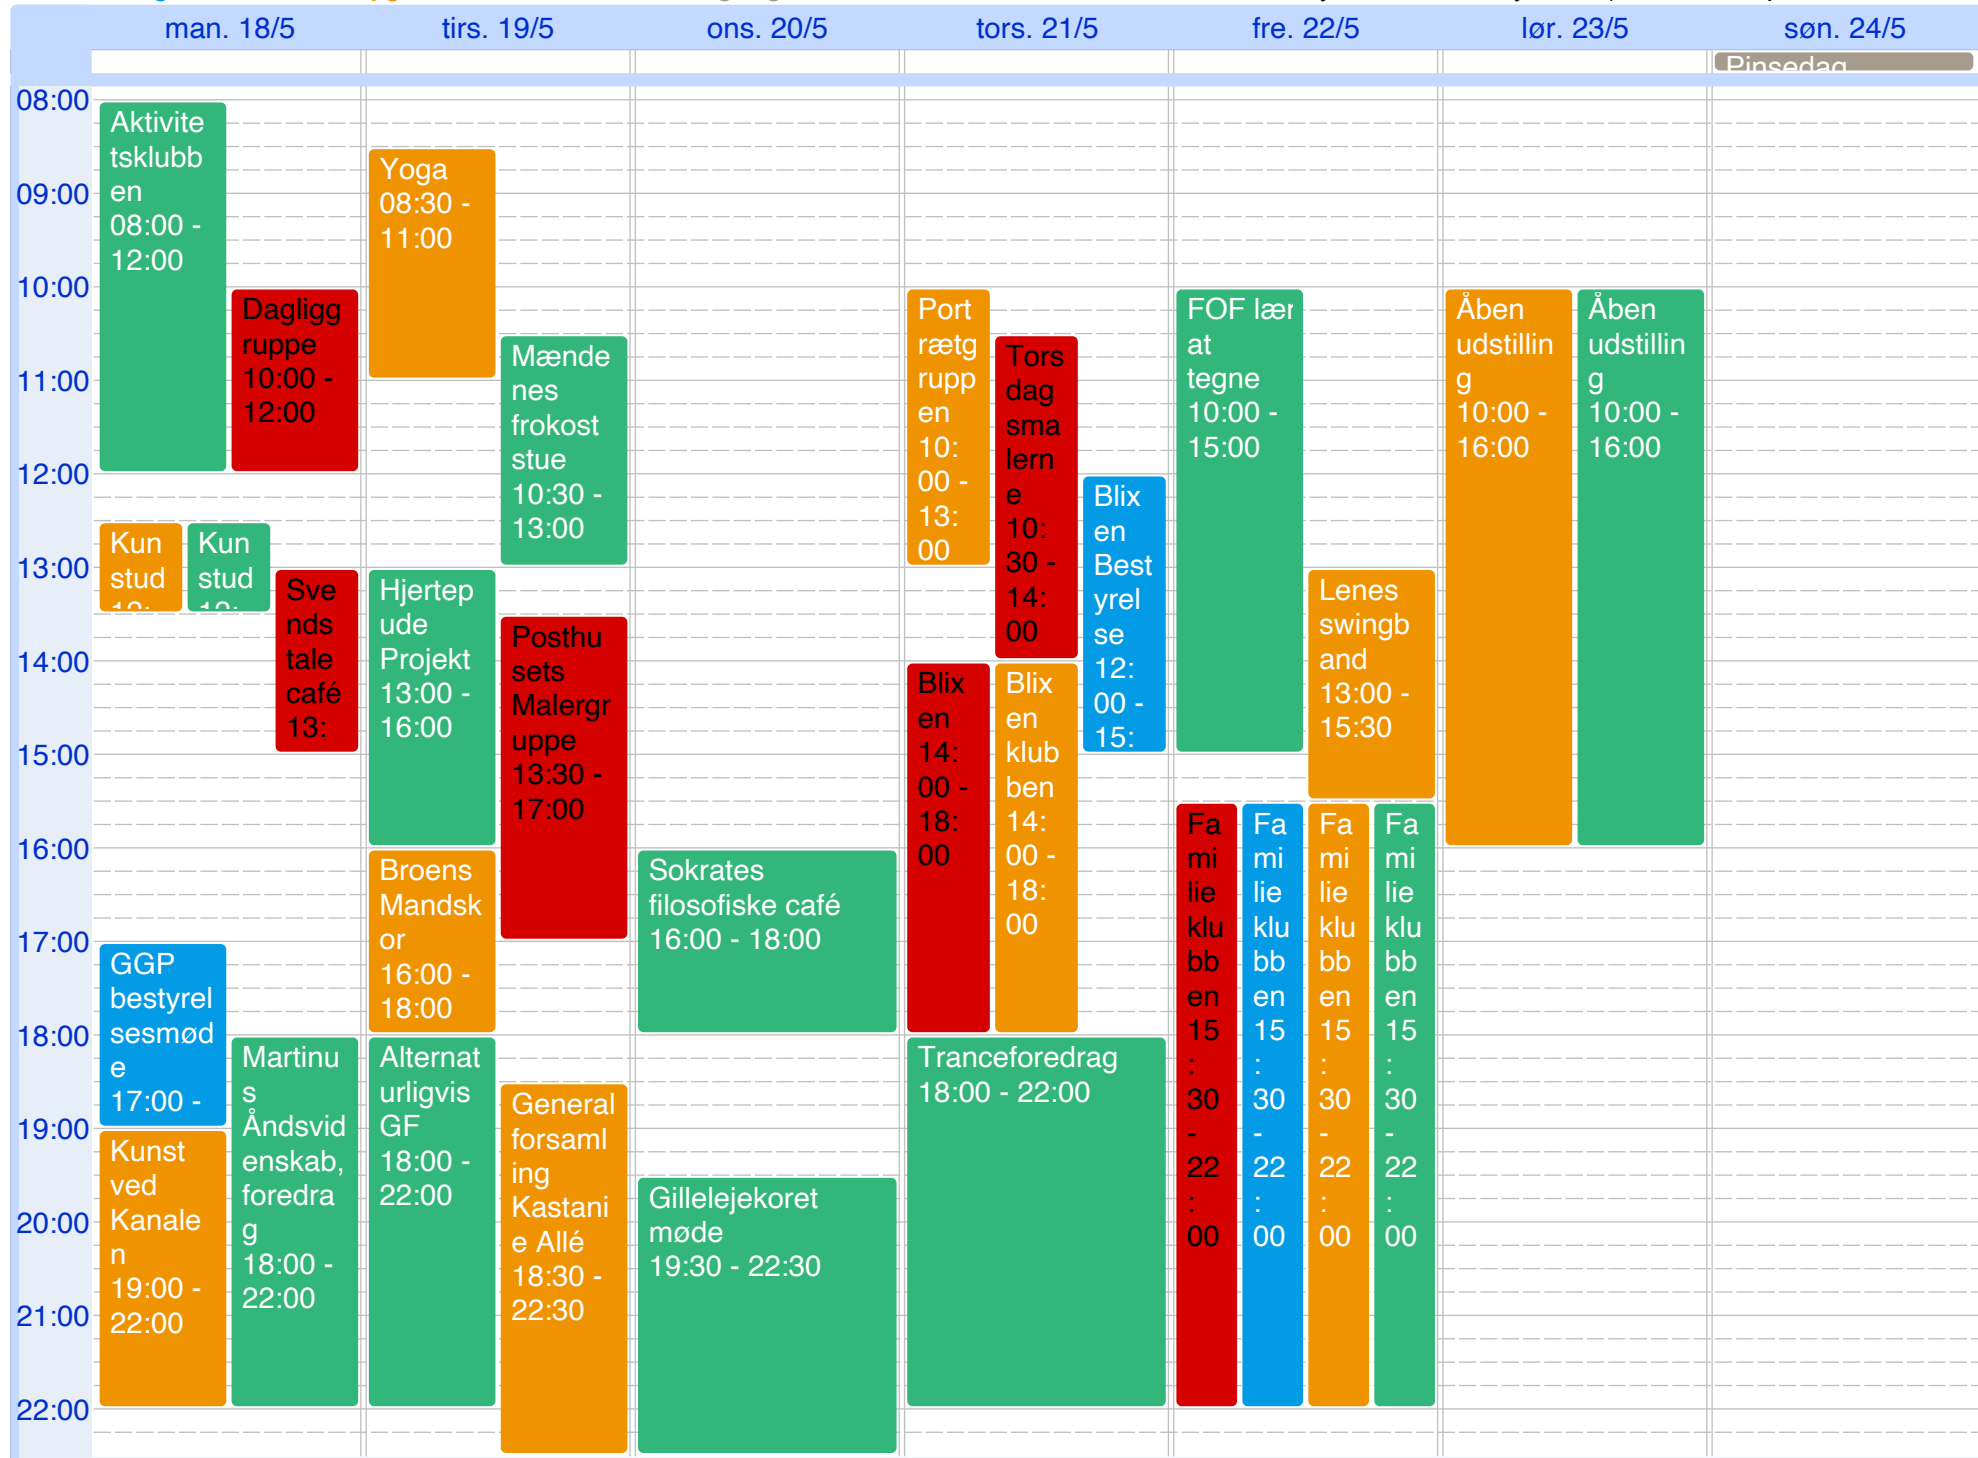 man. 18/5
tirs. 19/5
ons. 20/5
tors. 21/5
fre. 22/5
lør. 23/5
søn. 24/5
Pinsedag
08:00
09:00
10:00
11:00
12:00
13:00
14:00
15:00
16:00
17:00
18:00
19:00
20:00
21:00
22:00
Aktivite
tsklubb
en
08:00 -
12:00
Dagligg
ruppe
10:00 -
12:00
Kun
stud
Kun
stud
Sve
nds
tale
café
13:
GGP
bestyrel
sesmød
e
17:00 -
Martinu
s
Åndsvid
enskab,
foredra
g
18:00 -
22:00
Kunst
ved
Kanale
n
19:00 -
22:00
Yoga
08:30 -
11:00
Mænde
nes
frokost
stue
10:30 -
13:00
Hjertep
ude
Projekt
13:00 -
16:00
Posthu
sets
Malergr
uppe
13:30 -
17:00
Broens
Mandsk
or
16:00 -
18:00
Alternat
urligvis
GF
18:00 -
22:00
General
forsaml
ing
Kastani
e Allé
18:30 -
22:30
Sokrates
filosofiske café
16:00 - 18:00
Gillelejekoret
møde
19:30 - 22:30
Port
rætg
rupp
en
10:
00 -
13:
00
Tors
dag
sma
lern
e
10:
30 -
14:
00
Blix
en
Best
yrel
se
12:
00 -
15:
Blix
en
14:
00 -
18:
00
Blix
en
klub
ben
14:
00 -
18:
00
Tranceforedrag
18:00 - 22:00
FOF lær
at
tegne
10:00 -
15:00
Lenes
swingb
and
13:00 -
15:30
Fa
mi
lie
klu
bb
en
15
:
30
-
22
:
00
Fa
mi
lie
klu
bb
en
15
:
30
-
22
:
00
Fa
mi
lie
klu
bb
en
15
:
30
-
22
:
00
Fa
mi
lie
klu
bb
en
15
:
30
-
22
:
00
Åben
udstillin
g
10:00 -
16:00
Åben
udstillin
g
10:00 -
16:00